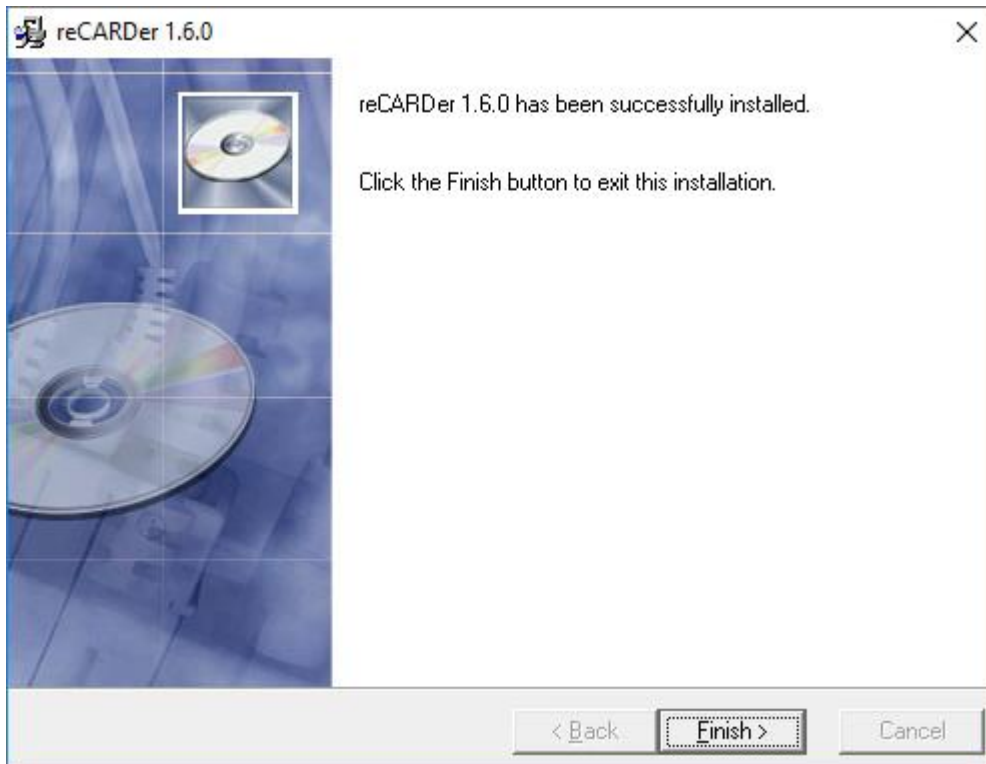 reCARDer 1.6.0
reCARDer 1.6.0 has been successfully installed.
Click the Finish button to exit this installation.
< Back
Finish >
Cancel